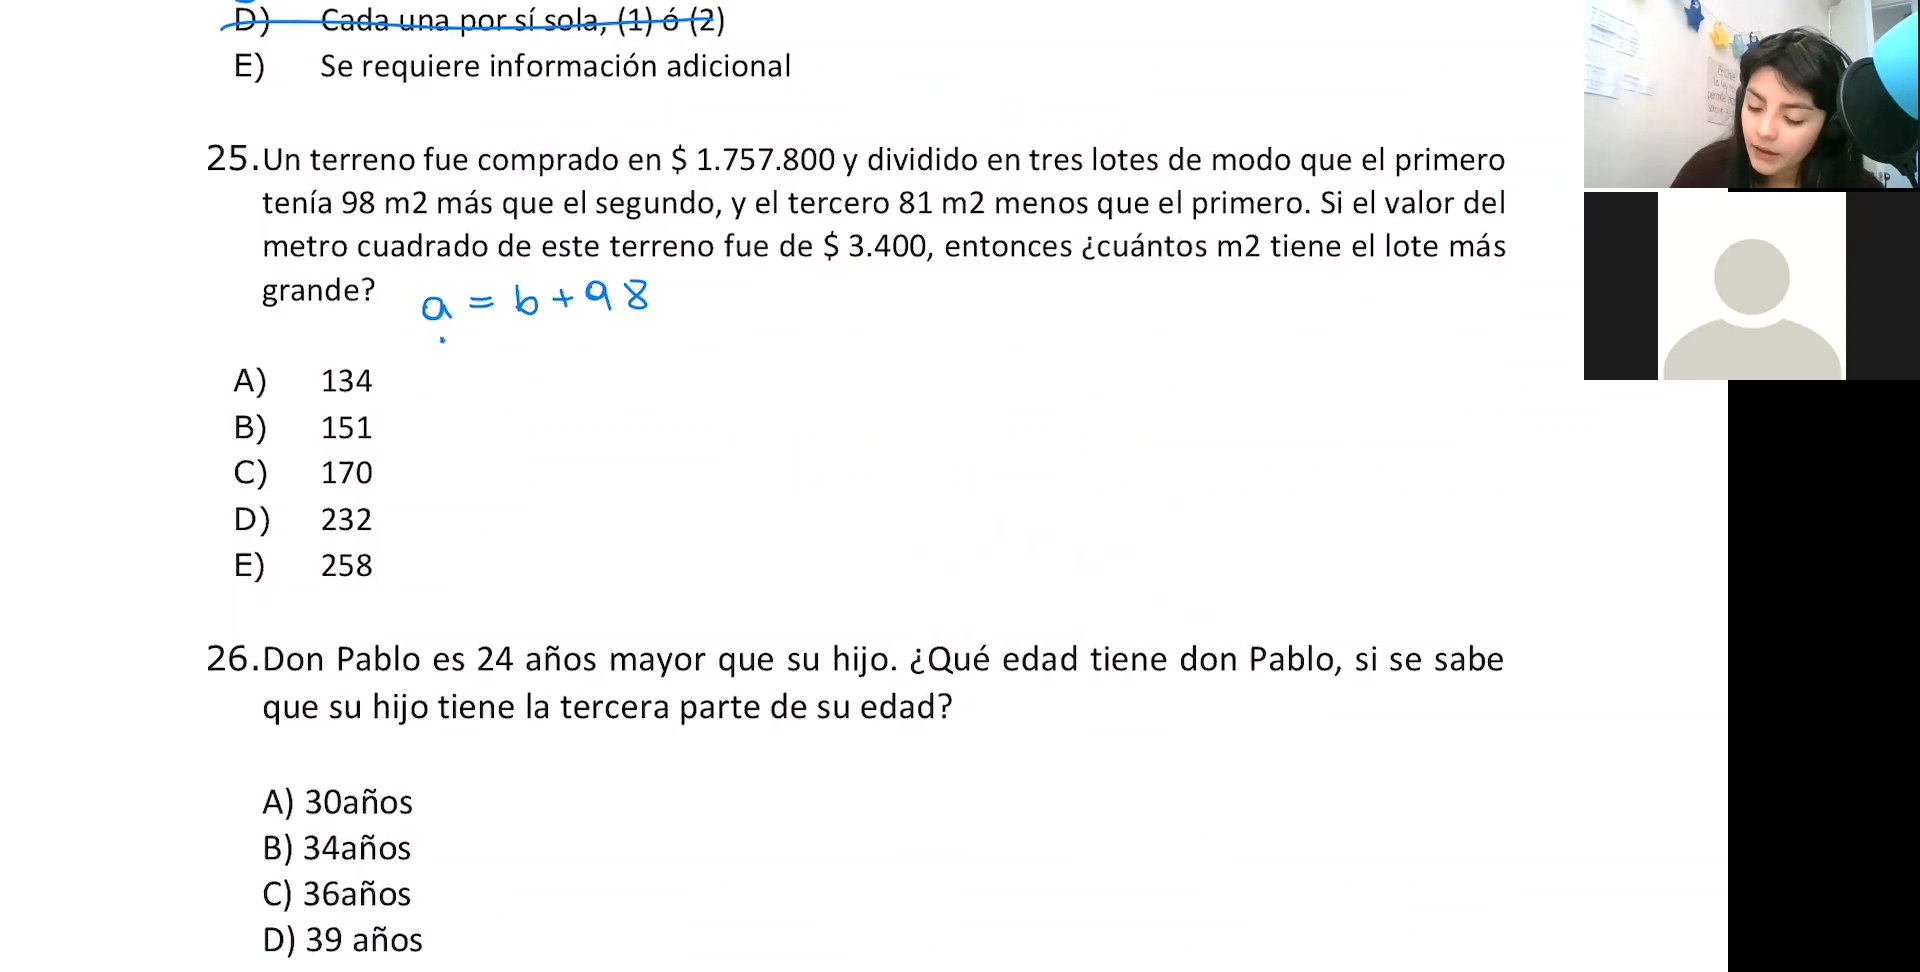 D) Cada una por sí sola, (1) ó (2)
E) Se requiere información adicional
25.Un terreno fue comprado en $ 1.757.800 y dividido en tres lotes de modo que el primero
tenía 98 m2 más que el segundo, y el tercero 81 m2 menos que el primero. Si el valor del
metro cuadrado de este terreno fue de $ 3.400, entonces ¿cuántos m2 tiene el lote más
grande?
a = b + 98
A) 134
B) 151
C) 170
D) 232
E) 258
26.Don Pablo es 24 años mayor que su hijo. ¿Qué edad tiene don Pablo, si se sabe
que su hijo tiene la tercera parte de su edad?
A) 30años
B) 34años
C) 36años
D) 39 años